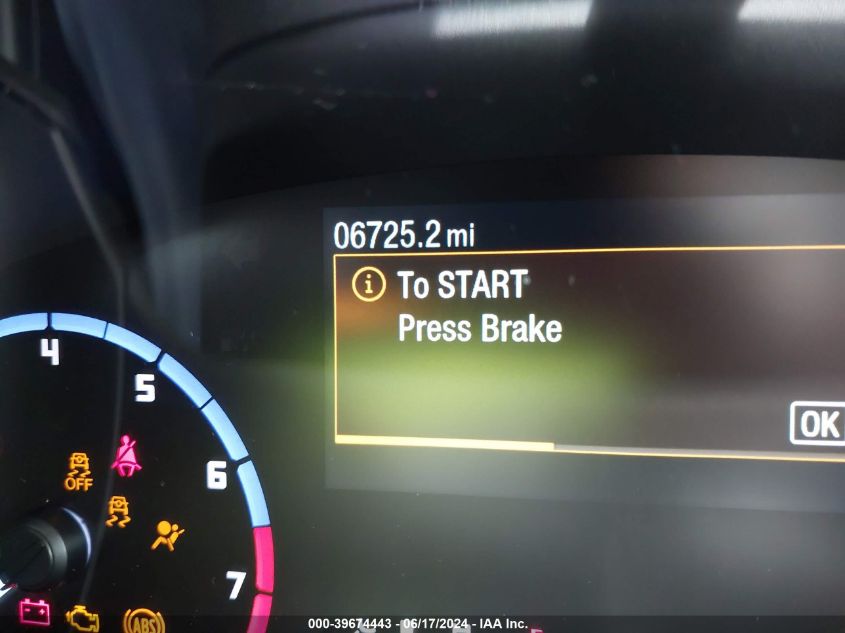 06725.2 mi
To START
Press Brake
OK
4
5
6
7
OFF
ABS
000-39674443 - 06/17/2024 - IAA Inc.